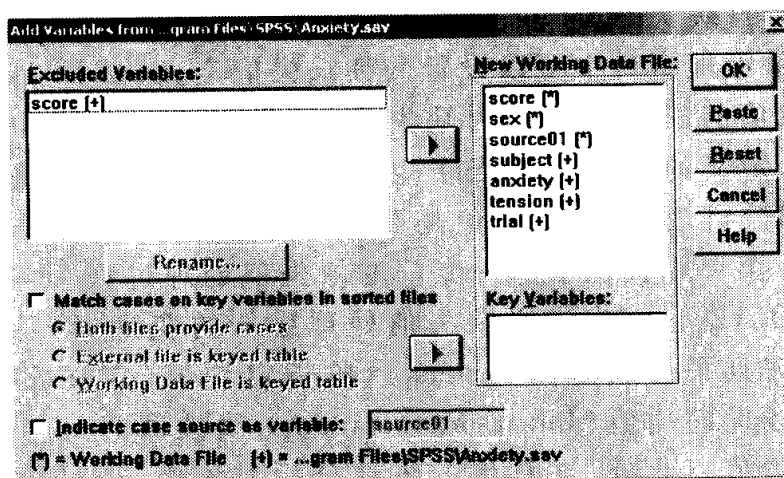 Add Variables from ...gram Files\SPSS\Anxiety.sav
Excluded Variables:
score (+)
Rename...
Match cases on key variables in sorted files
Both files provide cases
External file is keyed table
Working Data File is keyed table
Indicate case source as variable: source01
(*) = Working Data File (+) = ...gram Files\SPSS\Anxiety.sav
New Working Data File:
score (*)
sex (*)
source01 (*)
subject (+)
anxiety (+)
tension (+)
trial (+)
Key Variables:
OK
Paste
Reset
Cancel
Help